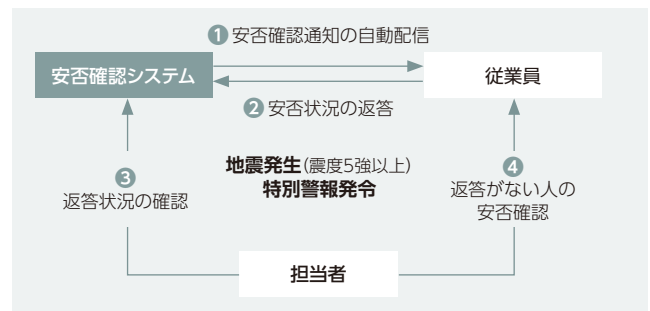 ❶ 安否確認通知の自動配信
安否確認システム
従業員
❷ 安否状況の返答
地震発生(震度5強以上)
特別警報発令
❸
返答状況の確認
❹
返答がない人の
安否確認
担当者